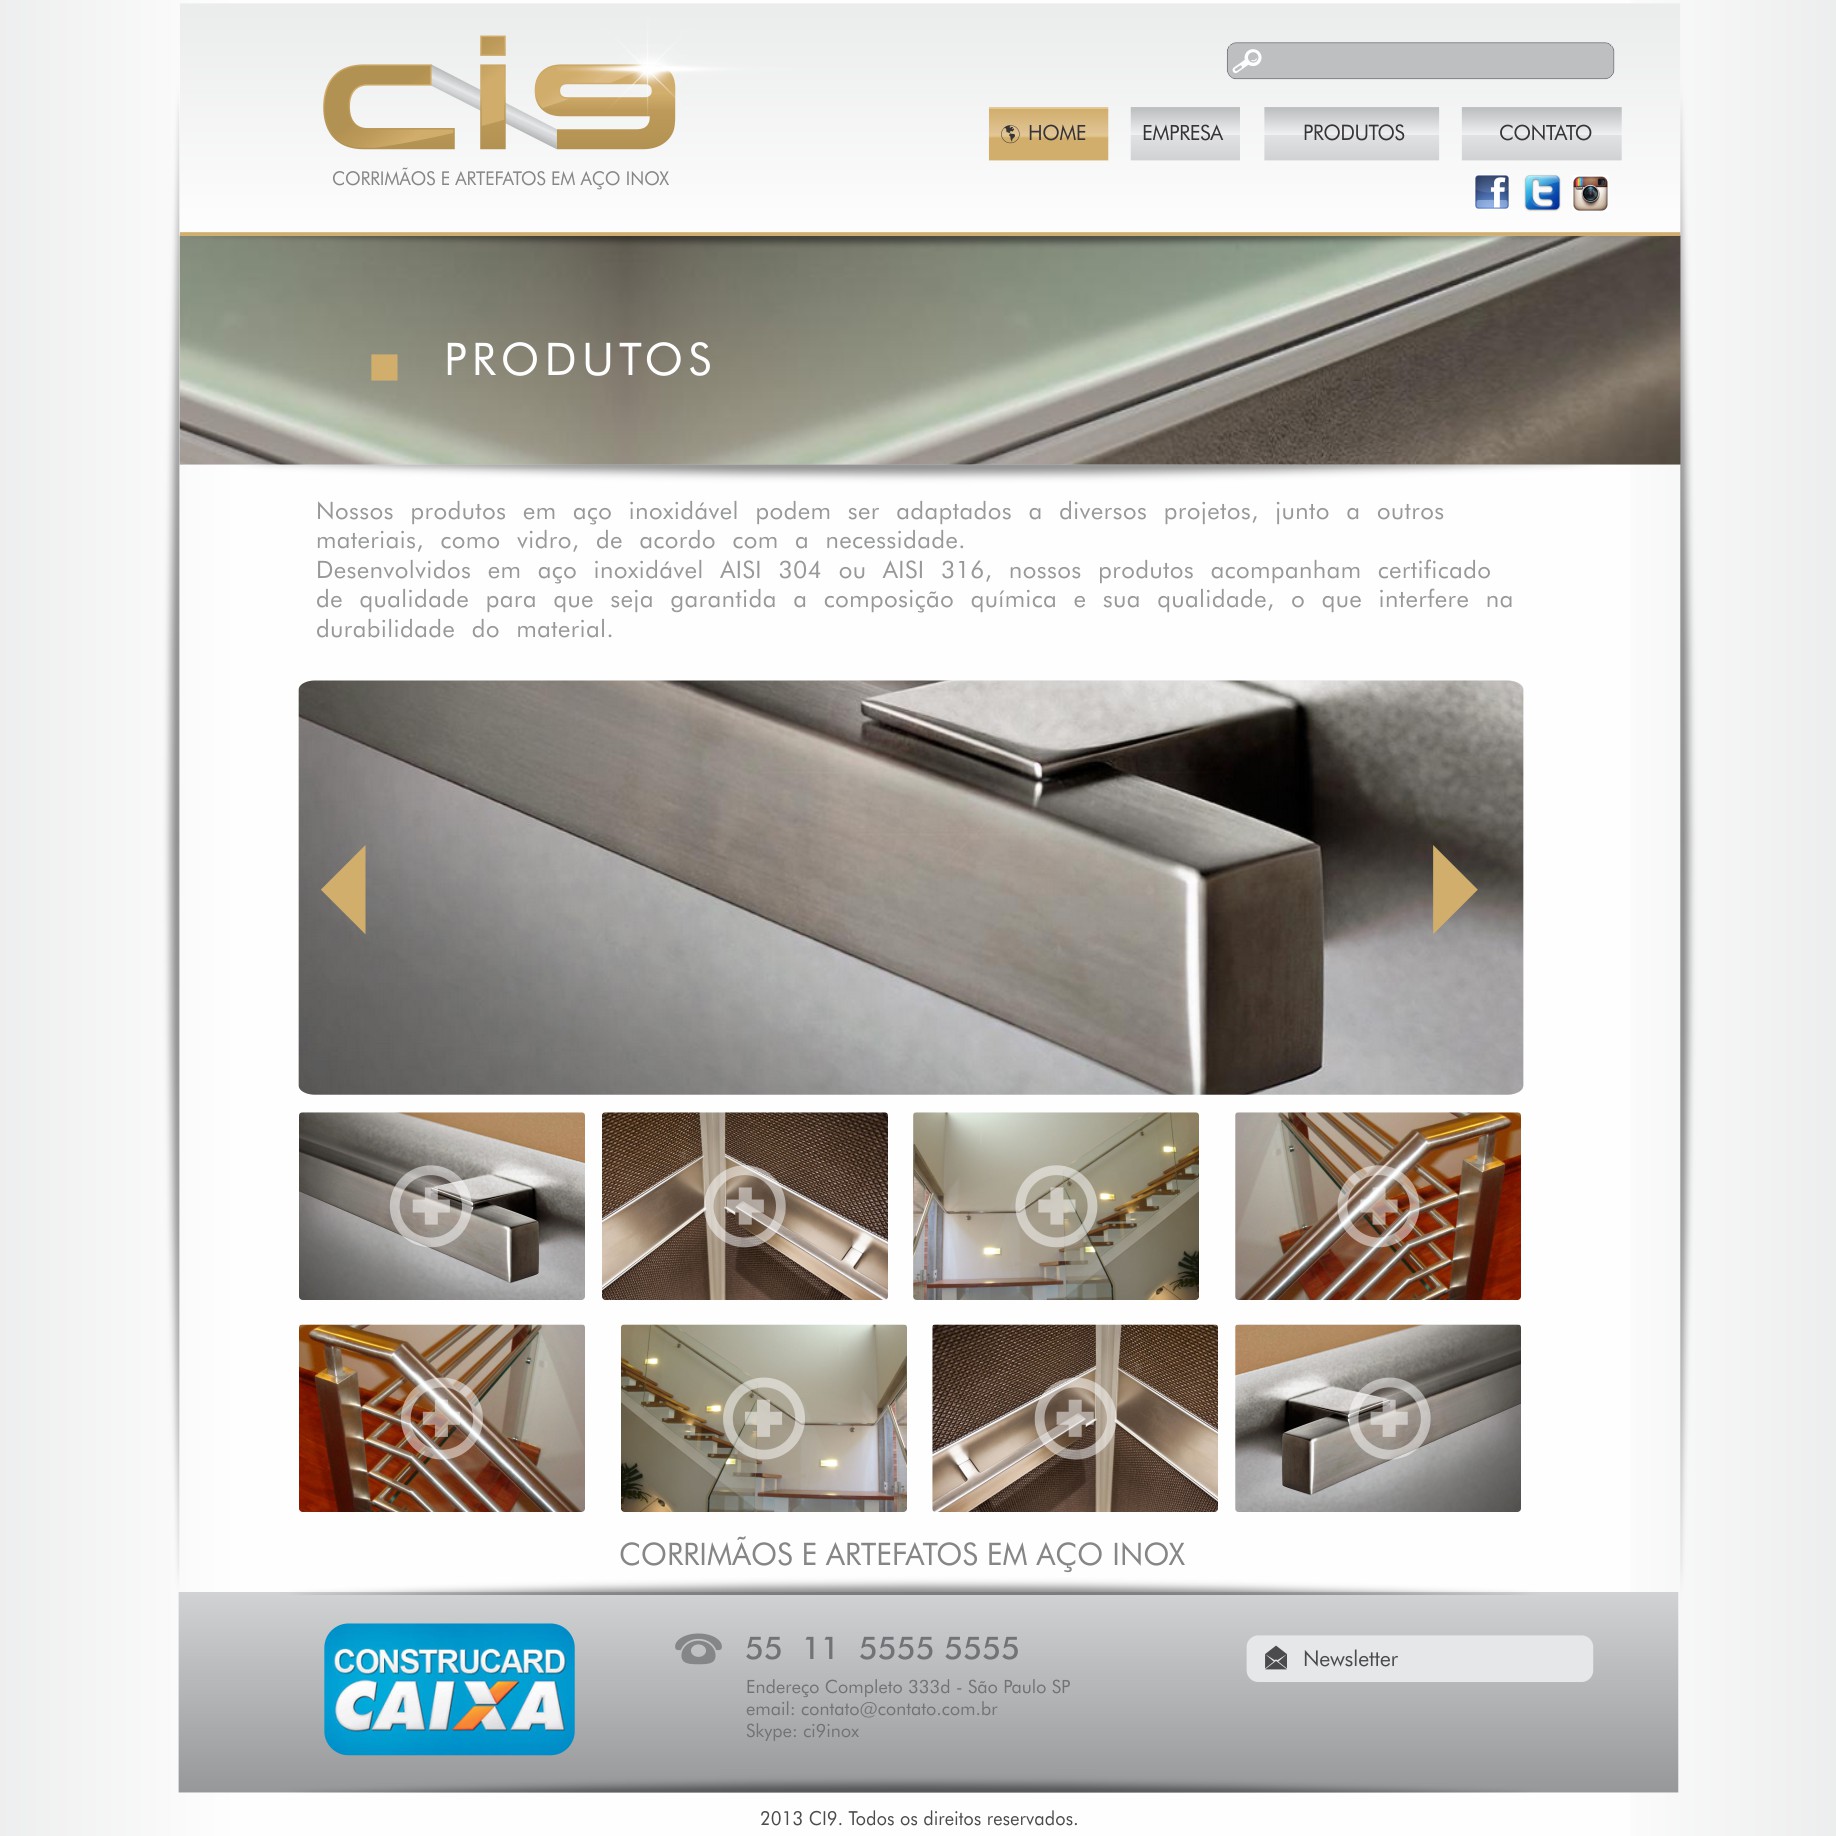 ci9
CORRIMÃOS E ARTEFATOS EM AÇO INOX
HOME
EMPRESA
PRODUTOS
CONTATO
PRODUTOS
Nossos produtos em aço inoxidável podem ser adaptados a diversos projetos, junto a outros
materiais, como vidro, de acordo com a necessidade.
Desenvolvidos em aço inoxidável AISI 304 ou AISI 316, nossos produtos acompanham certificado
de qualidade para que seja garantida a composição química e sua qualidade, o que interfere na
durabilidade do material.
CORRIMÃOS E ARTEFATOS EM AÇO INOX
CONSTRUCARD
CAIXA
55 11 5555 5555
Endereço Completo 333d - São Paulo SP
email: contato@contato.com.br
Skype: ci9inox
Newsletter
2013 CI9. Todos os direitos reservados.